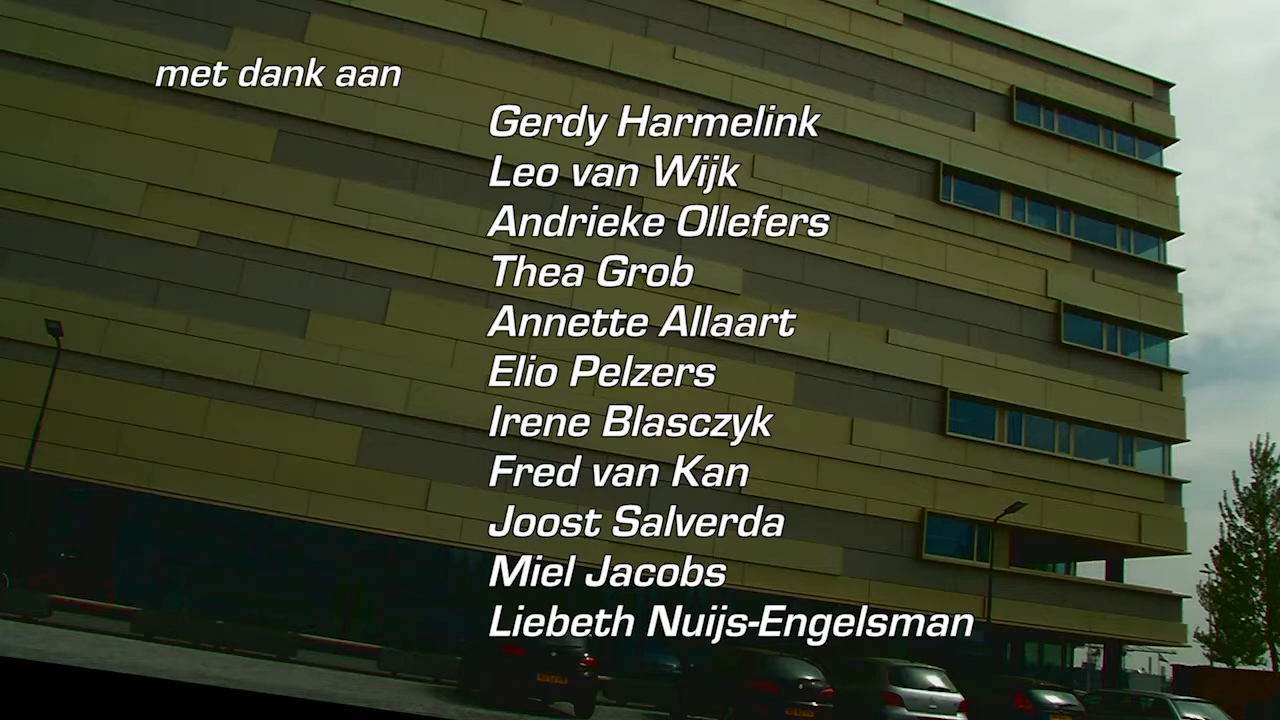 met dank aan
Gerdy Harmelink
Leo van Wijk
Andrieke Ollefers
Thea Grob
Annette Allaart
Elio Pelzers
Irene Blasczyk
Fred van Kan
Joost Salverda
Miel Jacobs
Liebeth Nuijs-Engelsman